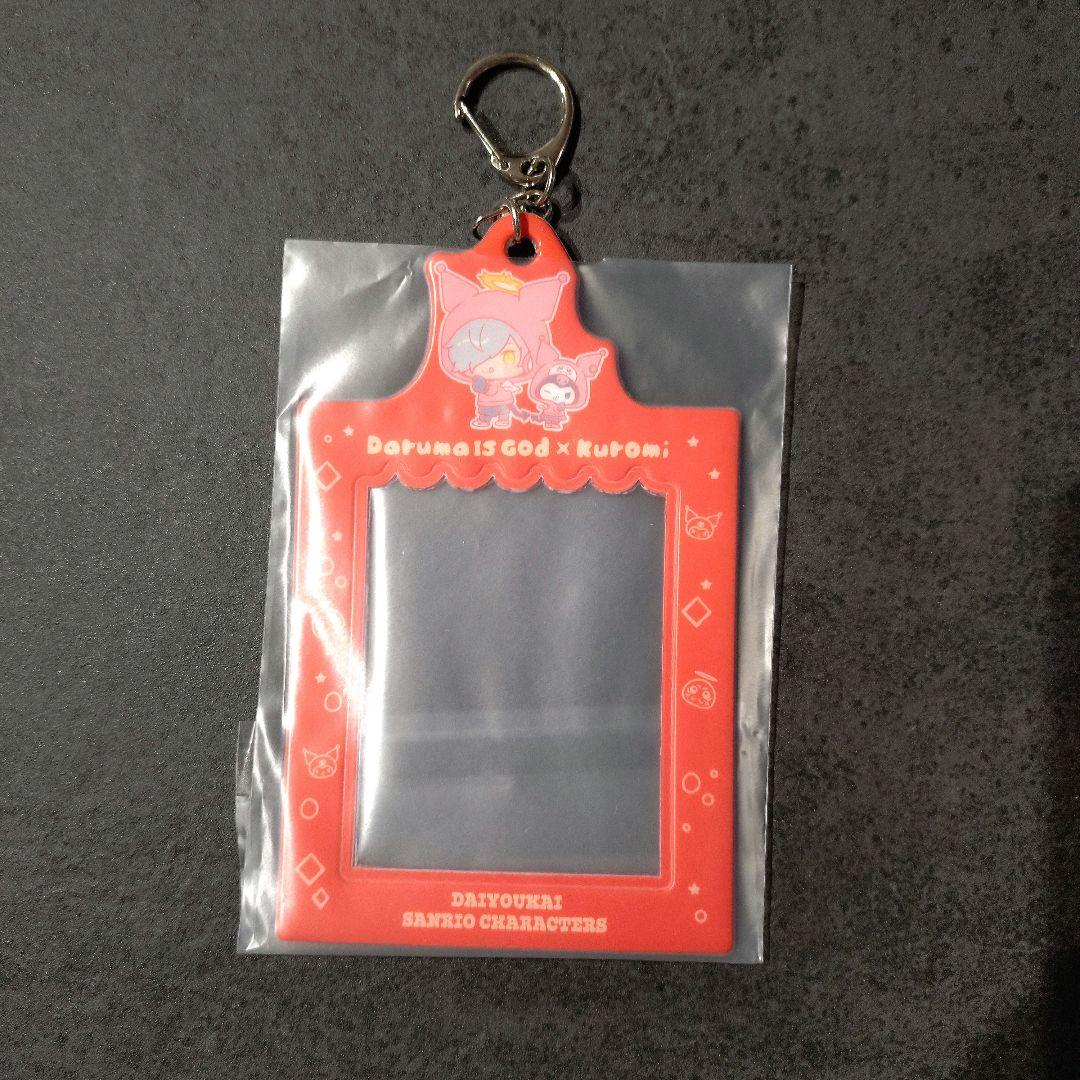 Daruma IS God × Kuromi
DAIYOUKAI
SANRIO CHARACTERS